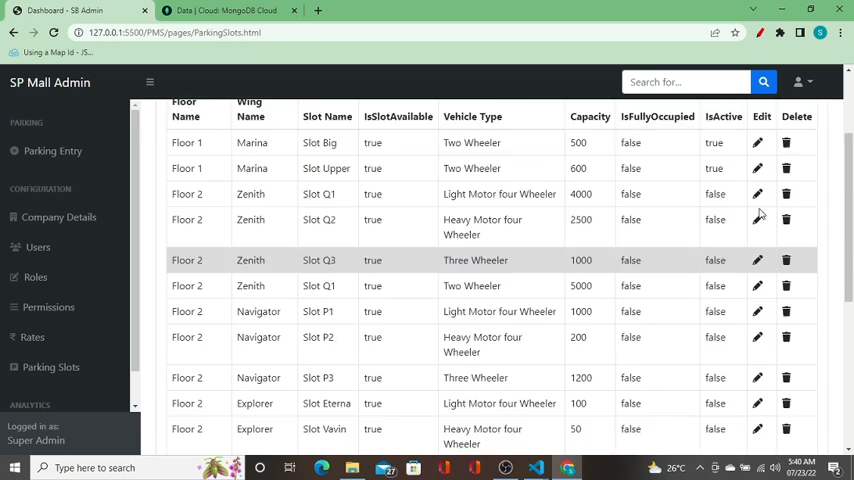 Dashboard - SB Admin
Data | Cloud: MongoDB Cloud
127.0.0.1:5500/PMS/pages/ParkingSlots.html
S
Using a Map Id - JS...
SP Mall Admin
Search for...
PARKING
Parking Entry
CONFIGURATION
Company Details
Users
Roles
Permissions
Rates
Parking Slots
ANALYTICS
Logged in as:
Super Admin
Floor Name Wing Name Slot Name IsSlotAvailable Vehicle Type Capacity IsFullyOccupied IsActive Edit Delete
Floor 1 Marina Slot Big true Two Wheeler 500 false true
Floor 1 Marina Slot Upper true Two Wheeler 600 false true
Floor 2 Zenith Slot Q1 true Light Motor four Wheeler 4000 false false
Floor 2 Zenith Slot Q2 true Heavy Motor four Wheeler 2500 false false
Floor 2 Zenith Slot Q3 true Three Wheeler 1000 false false
Floor 2 Zenith Slot Q1 true Two Wheeler 5000 false false
Floor 2 Navigator Slot P1 true Light Motor four Wheeler 1000 false false
Floor 2 Navigator Slot P2 true Heavy Motor four Wheeler 200 false false
Floor 2 Navigator Slot P3 true Three Wheeler 1200 false false
Floor 2 Explorer Slot Eterna true Light Motor four Wheeler 100 false false
Floor 2 Explorer Slot Vavin true Heavy Motor four Wheeler 50 false false
Type here to search
27
26°C
5:40 AM
07/23/22
2